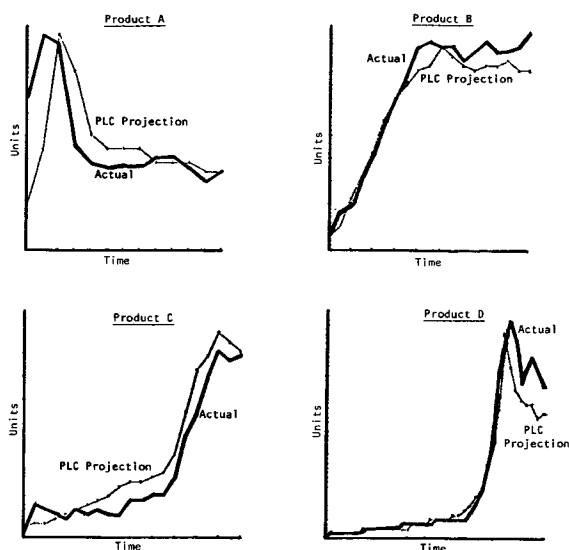 Product A
PLC Projection
Actual
Units
Time
Product B
Actual
PLC Projection
Units
Time
Product C
PLC Projection
Actual
Units
Time
Product D
Actual
PLC
Projection
Units
Time